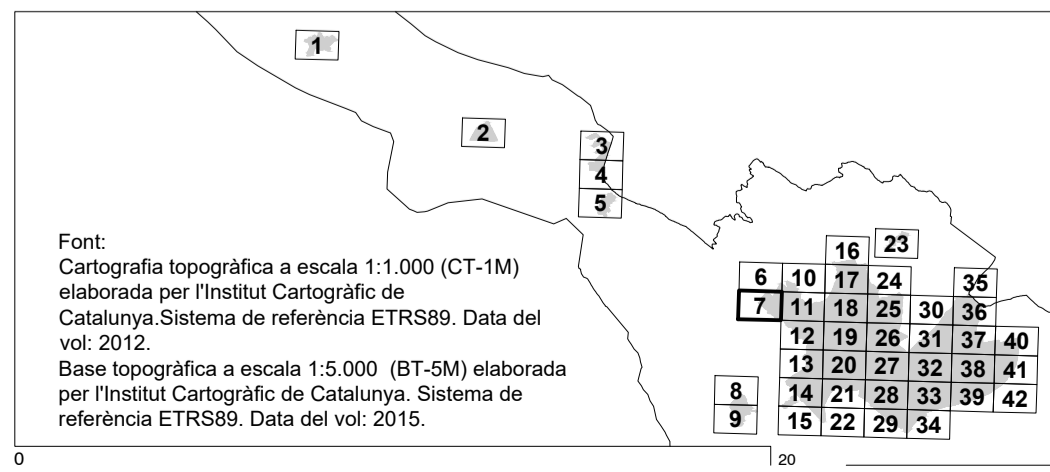 1
2
3
4
5
16 23
6 10 17 24 35
7 11 18 25 30 36
12 19 26 31 37 40
13 20 27 32 38 41
8 14 21 28 33 39 42
9 15 22 29 34
Font:
Cartografia topogràfica a escala 1:1.000 (CT-1M)
elaborada per l'Institut Cartogràfic de
Catalunya.Sistema de referència ETRS89. Data del
vol: 2012.
Base topogràfica a escala 1:5.000 (BT-5M) elaborada
per l'Institut Cartogràfic de Catalunya. Sistema de
referència ETRS89. Data del vol: 2015.
0 20